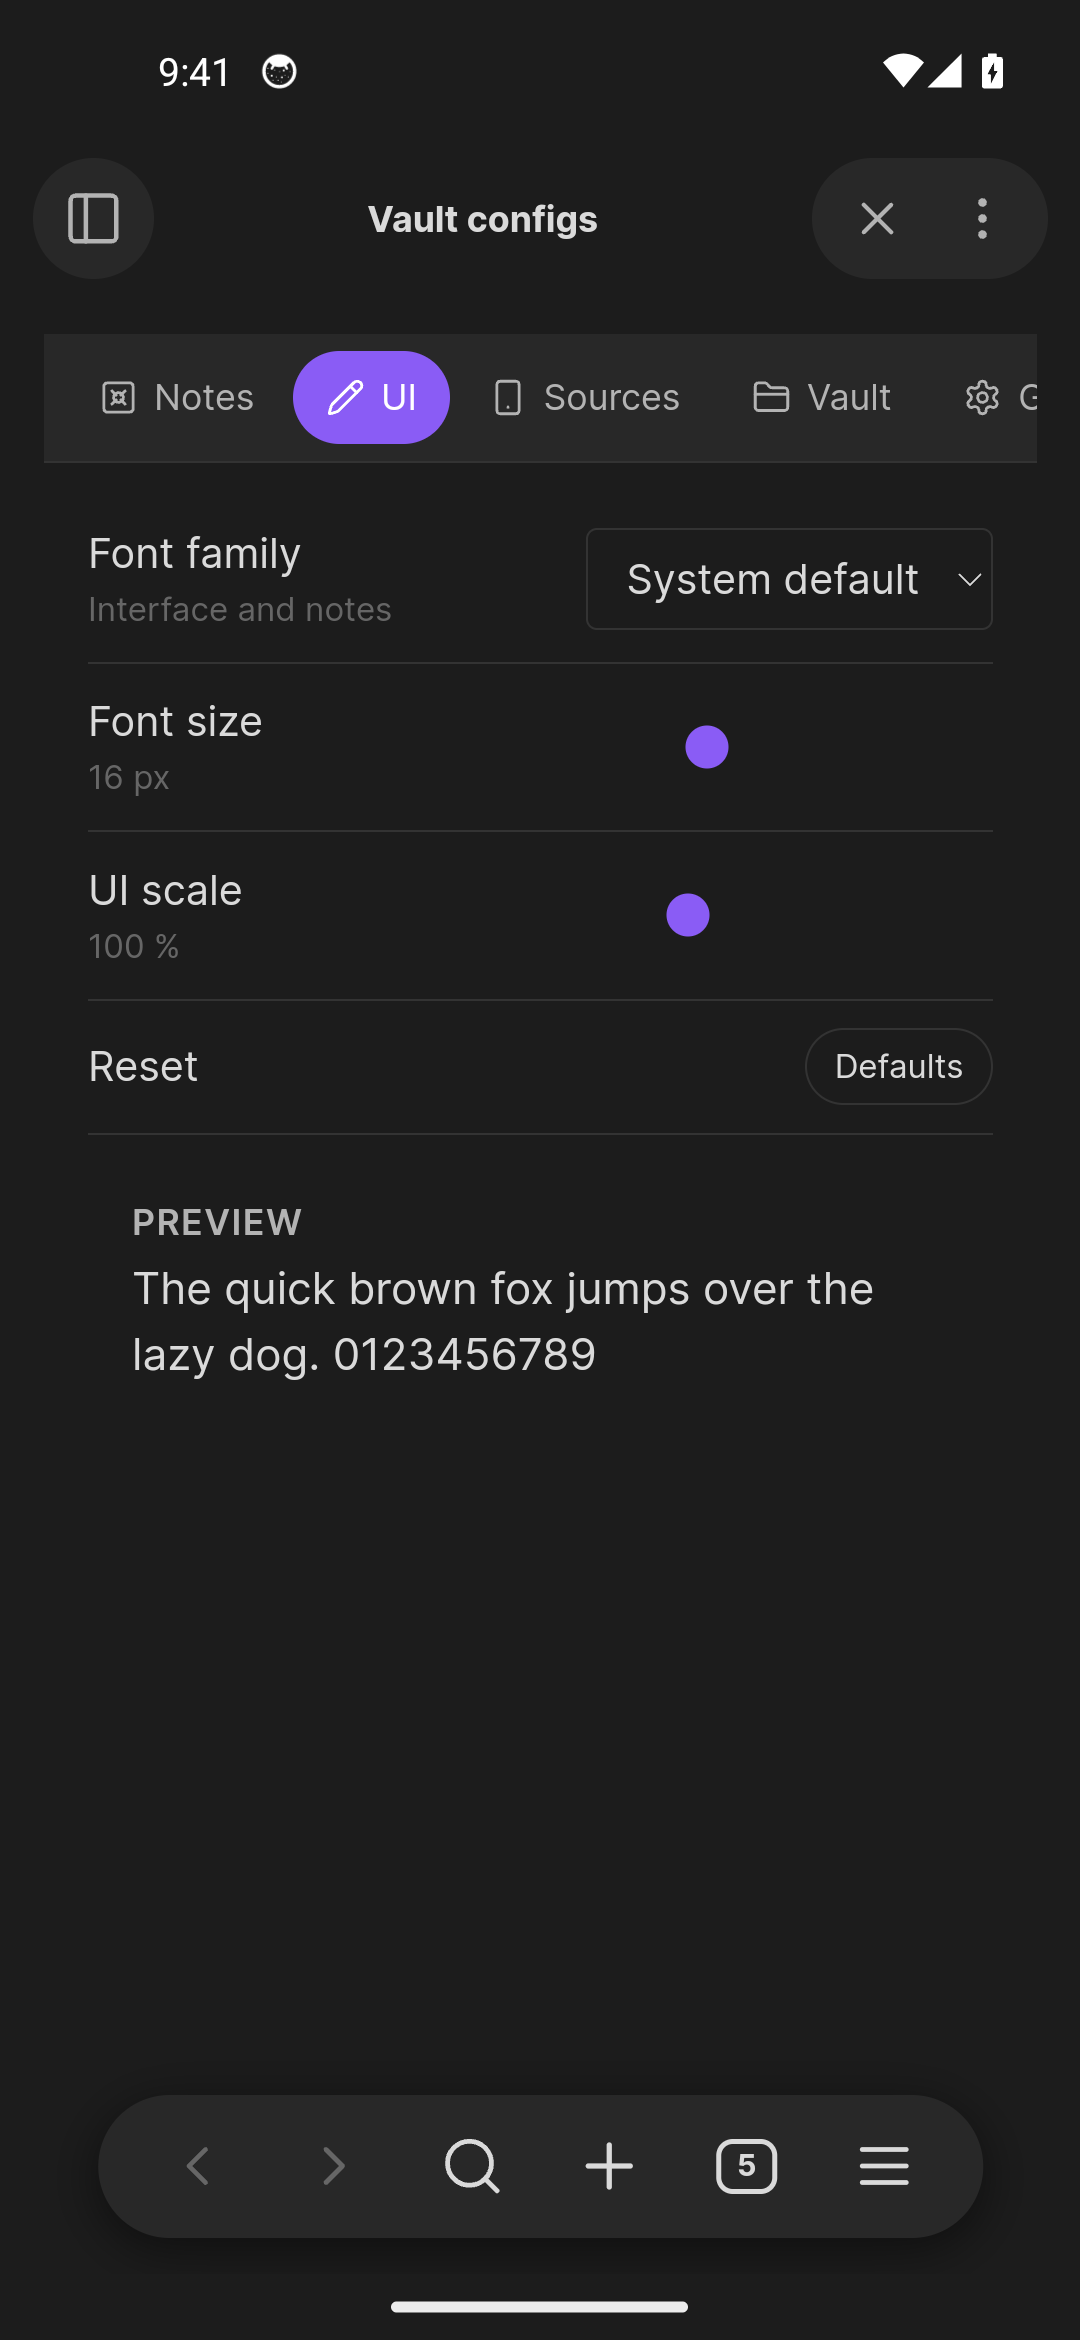 9:41
Vault configs
Notes
UI
Sources
Vault
Font family
Interface and notes
System default
Font size
16 px
UI scale
100 %
Reset
Defaults
PREVIEW
The quick brown fox jumps over the
lazy dog. 0123456789
5